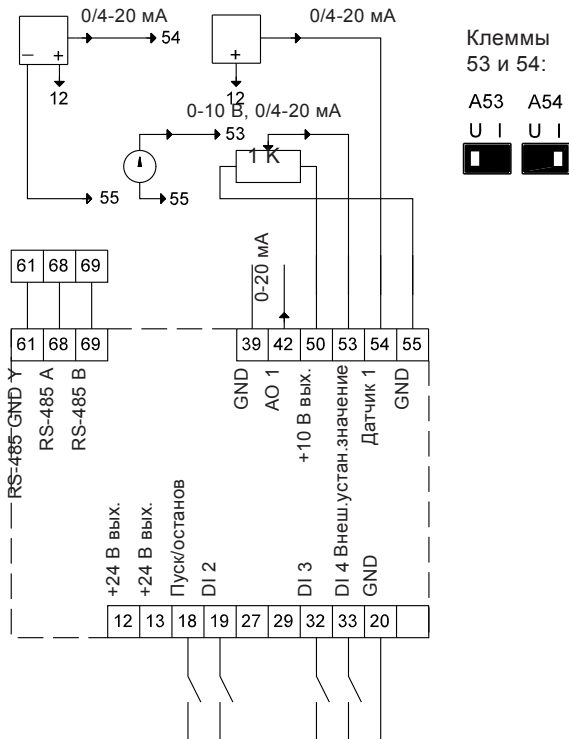 0/4-20 мА
0/4-20 мА
– +
54
+
12
12
0-10 В, 0/4-20 мА
53
1 K
55
55
Клеммы
53 и 54:
A53 A54
U I U I
61 68 69
0-20 мА
61 68 69
39 42 50 53 54 55
RS-485 GND Y
RS-485 A
RS-485 B
GND
AO 1
+10 В вых.
Внеш.устан.значение
Датчик 1
GND
+24 В вых.
+24 В вых.
Пуск/останов
DI 2
DI 3
DI 4
GND
12 13 18 19 27 29 32 33 20